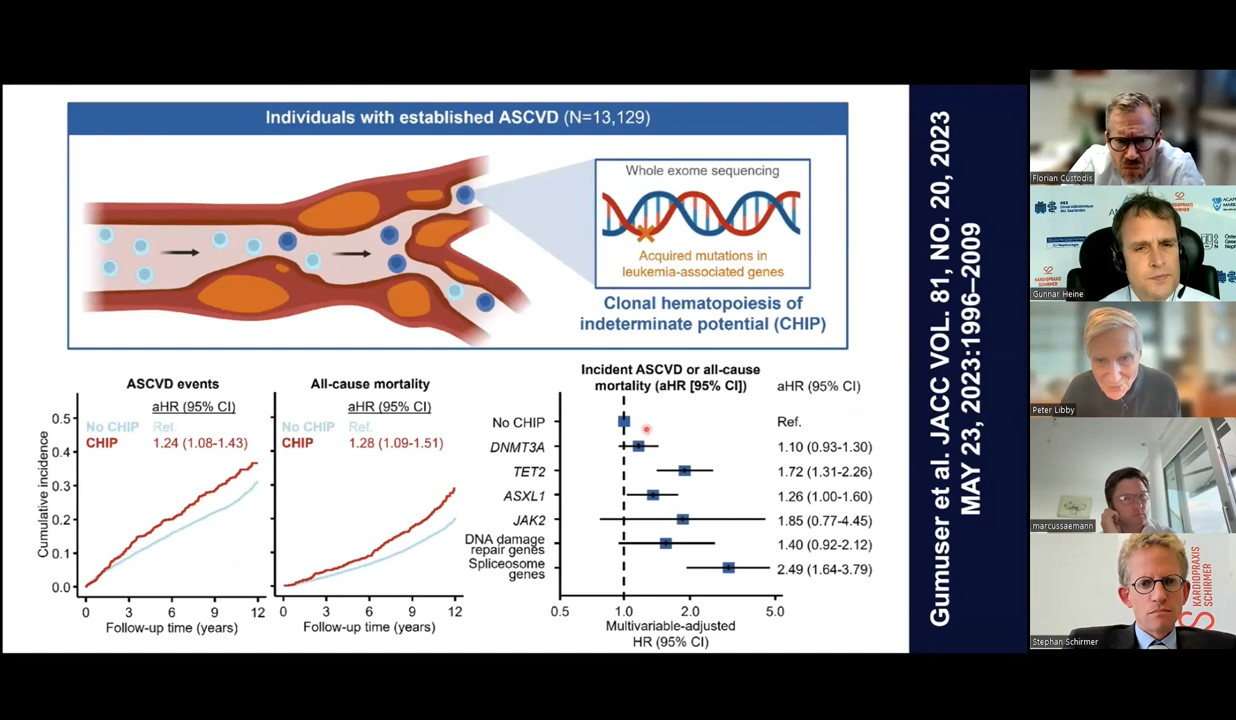 Individuals with established ASCVD (N=13,129)
Whole exome sequencing
Acquired mutations in
leukemia-associated genes
Clonal hematopoiesis of
indeterminate potential (CHIP)
ASCVD events
aHR (95% CI)
No CHIP Ref.
CHIP 1.24 (1.08-1.43)
Cumulative incidence
0.5
0.4
0.3
0.2
0.1
0.0
0 3 6 9 12
Follow-up time (years)
All-cause mortality
aHR (95% CI)
No CHIP Ref.
CHIP 1.28 (1.09-1.51)
0 3 6 9 12
Follow-up time (years)
Incident ASCVD or all-cause
mortality (aHR [95% CI])
aHR (95% CI)
No CHIP Ref.
DNMT3A 1.10 (0.93-1.30)
TET2 1.72 (1.31-2.26)
ASXL1 1.26 (1.00-1.60)
JAK2 1.85 (0.77-4.45)
DNA damage
repair genes 1.40 (0.92-2.12)
Spliceosome
genes 2.49 (1.64-3.79)
0.5 1.0 2.0 5.0
Multivariable-adjusted
HR (95% CI)
Gumuser et al. JACC VOL. 81, NO. 20, 2023
MAY 23, 2023:1996–2009
Florian Custodis
KARDIOPRAXIS
SCHIRMER
Gunnar Heine
Peter Libby
marcussaemann
KARDIOPRAXIS
SCHIRMER
Stephan Schirmer